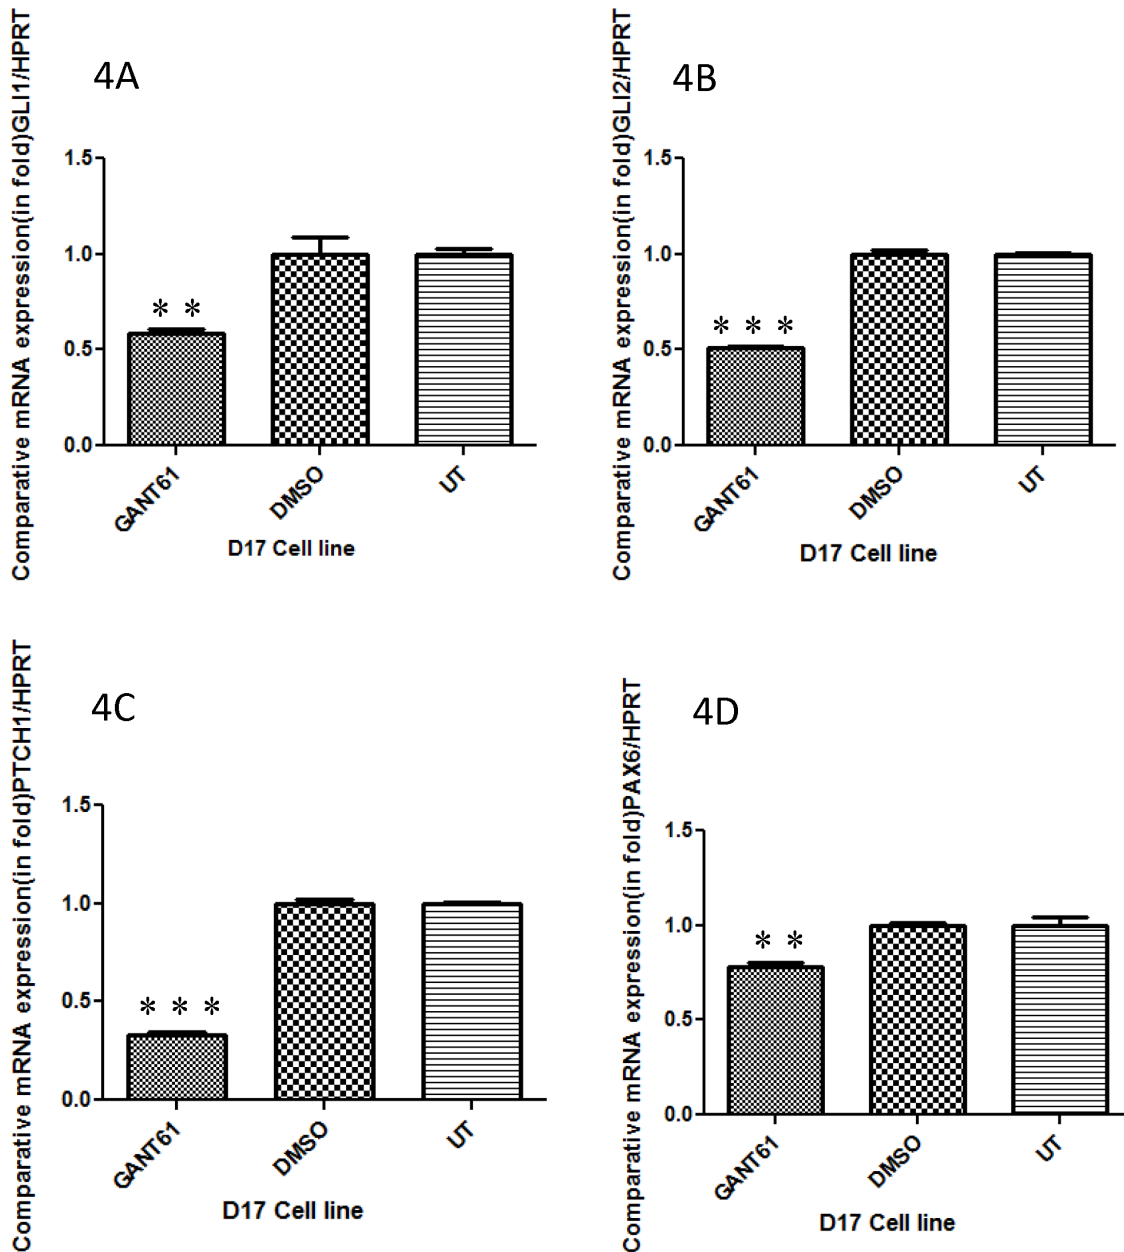 4A
Comparative mRNA expression(in fold)GLI1/HPRT
1.5
1.0
0.5
0.0
* *
GANT61
DMSO
UT
D17 Cell line
4B
Comparative mRNA expression(in fold)GLI2/HPRT
1.5
1.0
0.5
0.0
* * *
GANT61
DMSO
UT
D17 Cell line
4C
Comparative mRNA expression(in fold)PTCH1/HPRT
1.5
1.0
0.5
0.0
* * *
GANT61
DMSO
UT
D17 Cell line
4D
Comparative mRNA expression(in fold)PAX6/HPRT
1.5
1.0
0.5
0.0
* *
GANT61
DMSO
UT
D17 Cell line